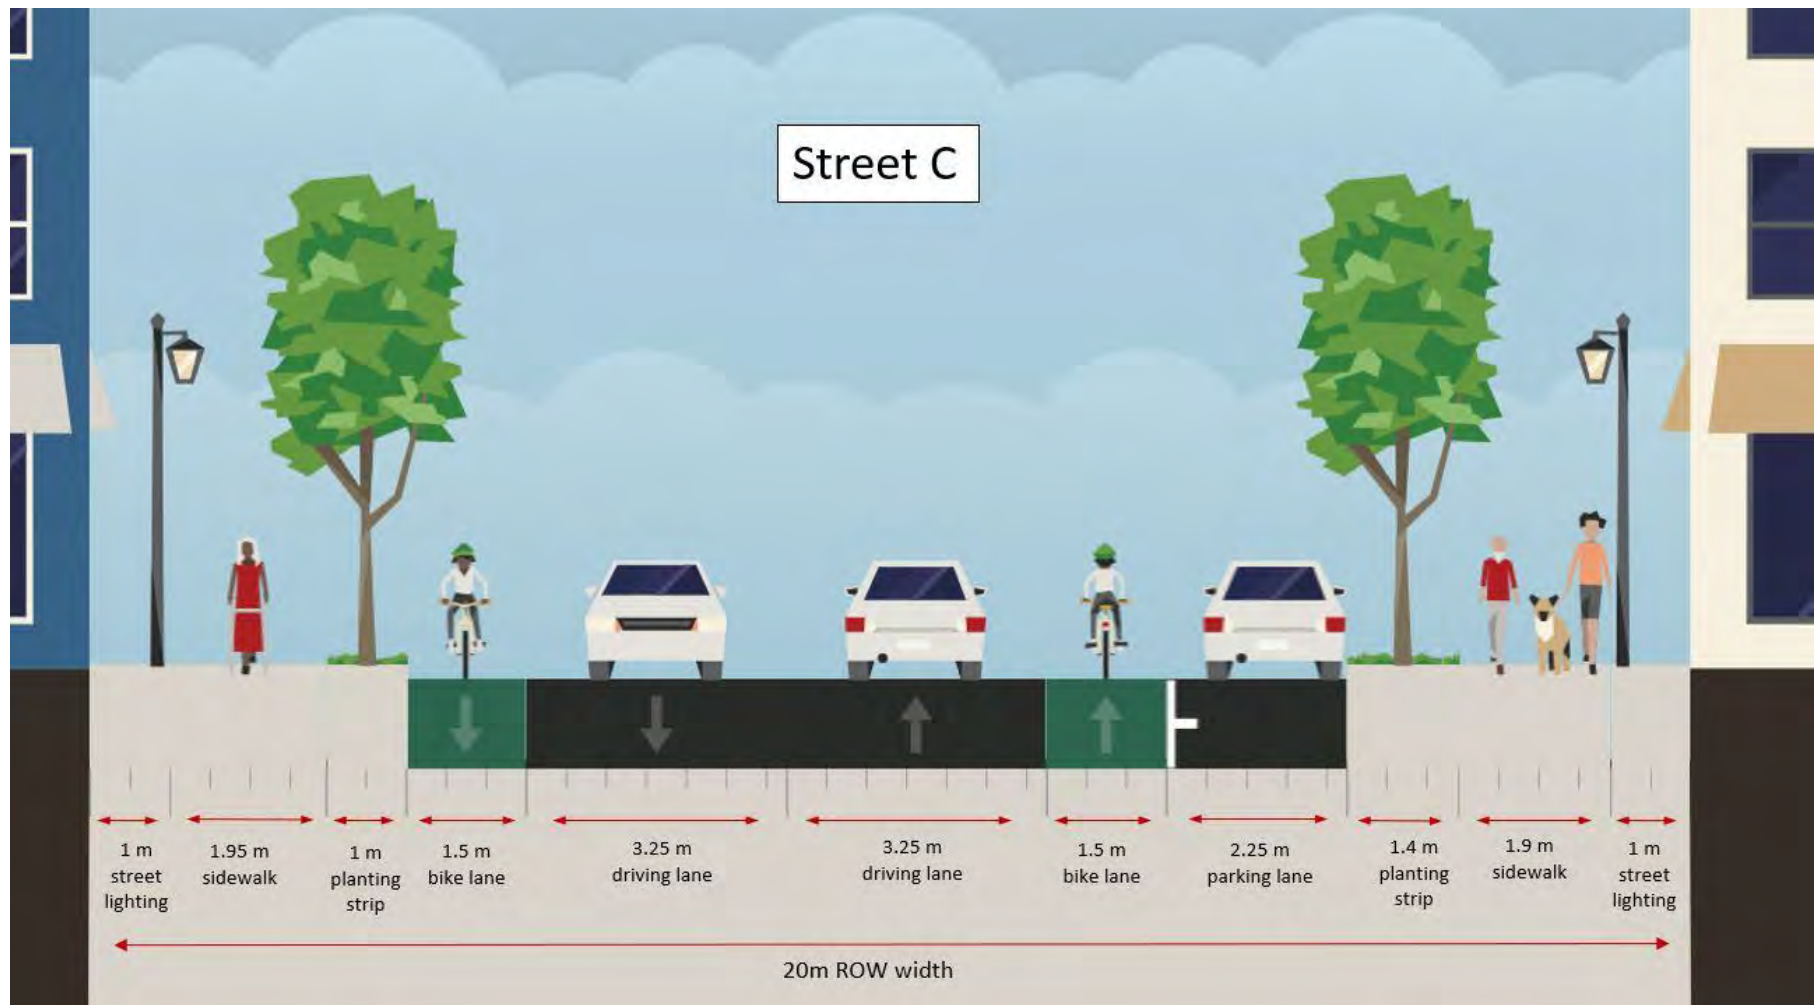 Street C
1 m
street
lighting
1.95 m
sidewalk
1 m
planting
strip
1.5 m
bike lane
3.25 m
driving lane
3.25 m
driving lane
1.5 m
bike lane
2.25 m
parking lane
1.4 m
planting
strip
1.9 m
sidewalk
1 m
street
lighting
20m ROW width